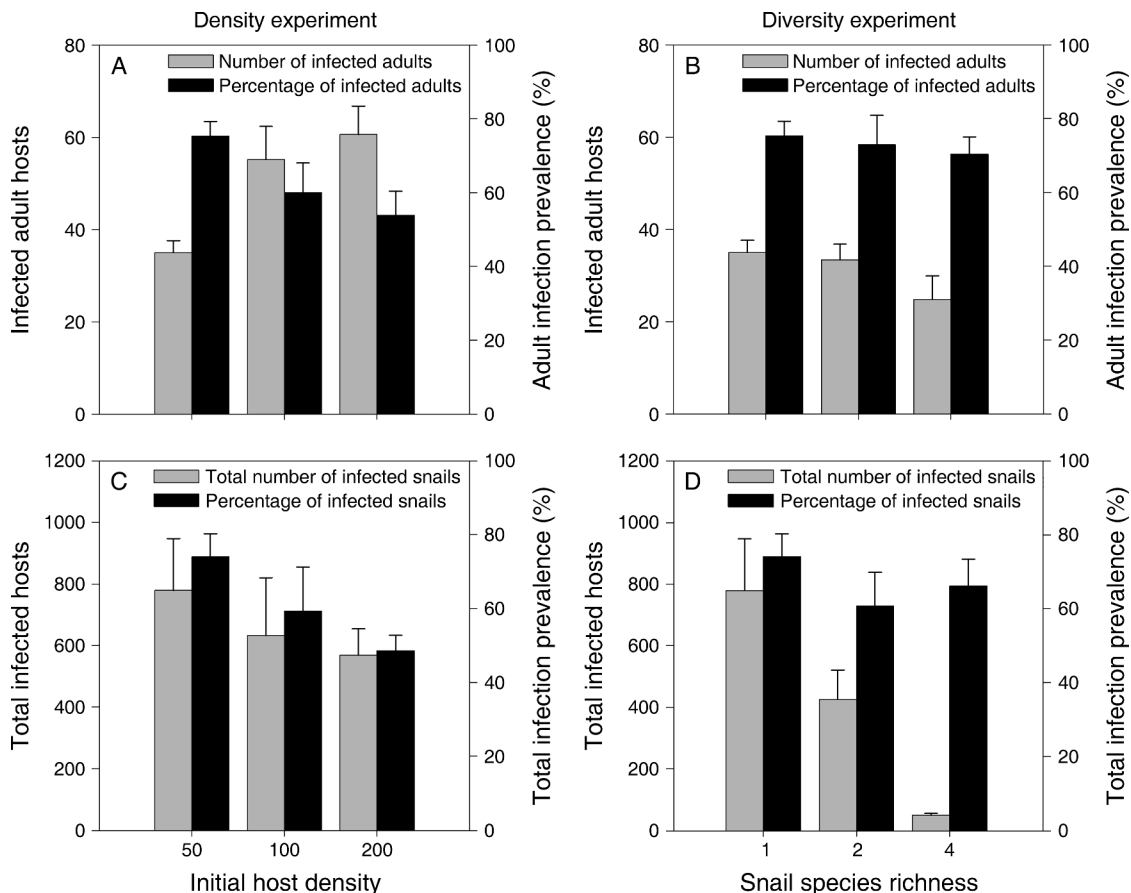 Density experiment
Diversity experiment
A
Number of infected adults
Percentage of infected adults
80
60
40
20
0
Infected adult hosts
100
80
60
40
20
0
Adult infection prevalence (%)
B
Number of infected adults
Percentage of infected adults
80
60
40
20
0
Infected adult hosts
100
80
60
40
20
0
Adult infection prevalence (%)
C
Total number of infected snails
Percentage of infected snails
1200
1000
800
600
400
200
0
Total infected hosts
100
80
60
40
20
0
Total infection prevalence (%)
50 100 200
Initial host density
D
Total number of infected snails
Percentage of infected snails
1200
1000
800
600
400
200
0
Total infected hosts
100
80
60
40
20
0
Total infection prevalence (%)
1 2 4
Snail species richness